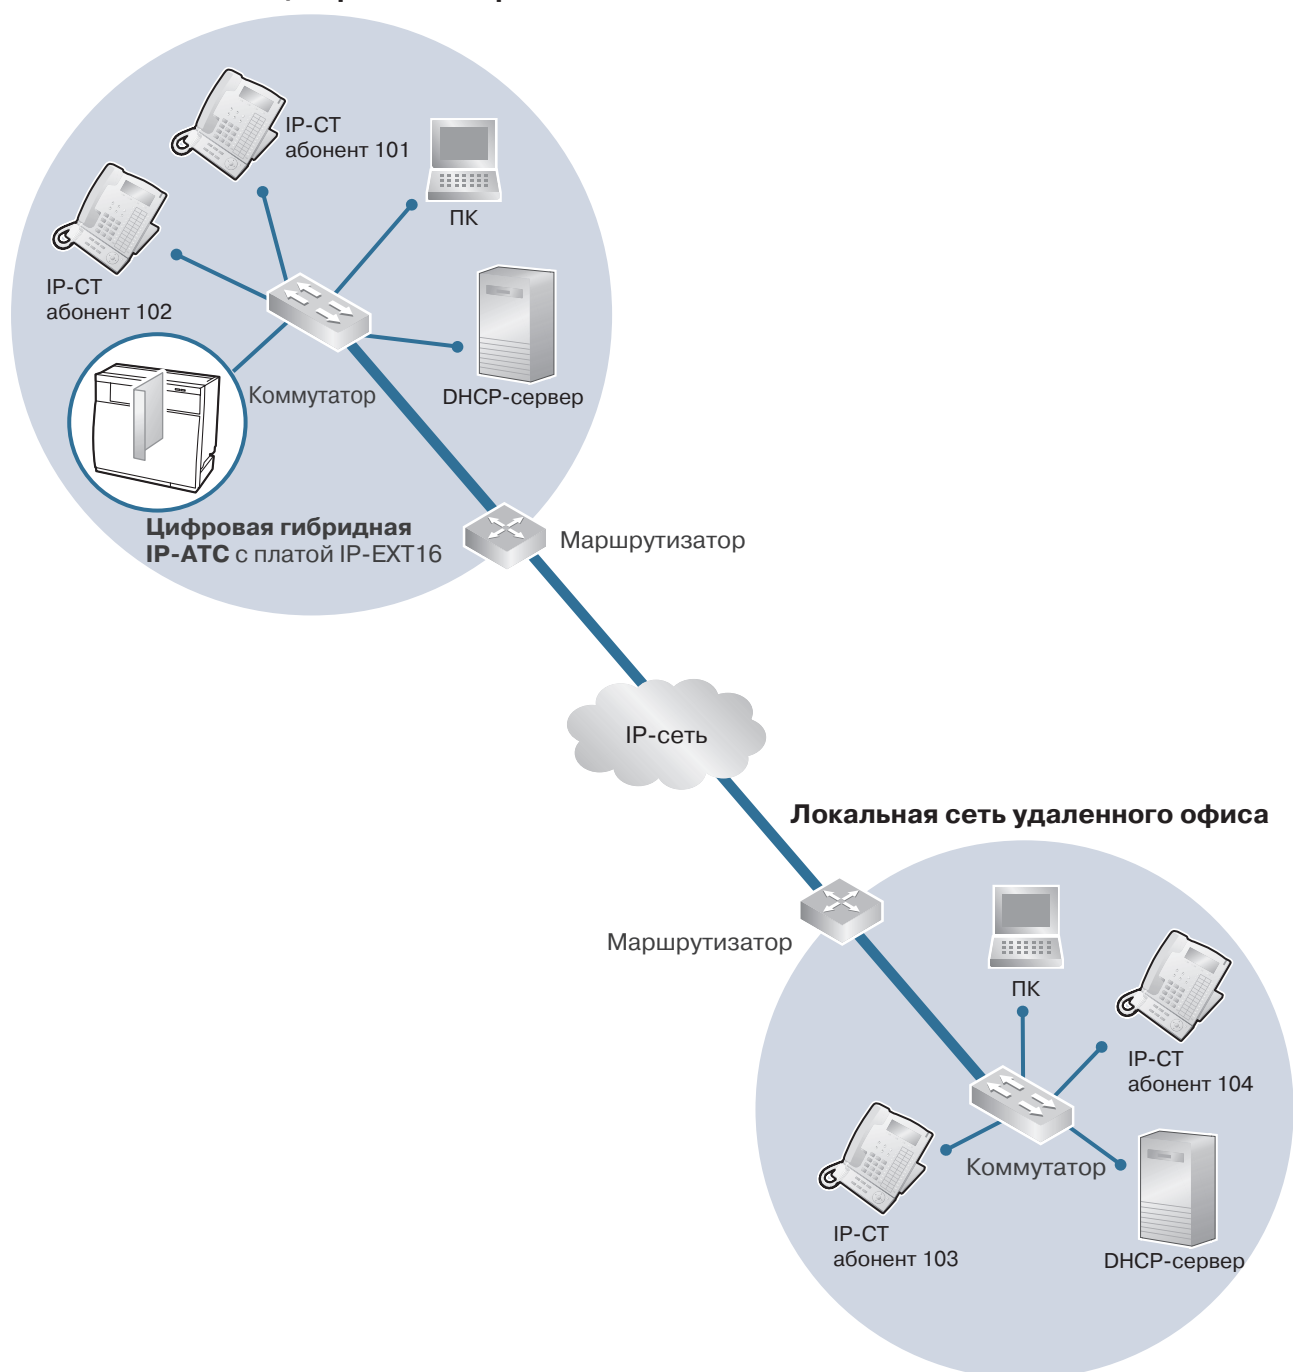 IP-СТ
абонент 101
ПК
IP-СТ
абонент 102
Коммутатор
DHCP-сервер
Цифровая гибридная
IP-АТС с платой IP-EXT16
Маршрутизатор
IP-сеть
Локальная сеть удаленного офиса
Маршрутизатор
ПК
IP-СТ
абонент 104
Коммутатор
IP-СТ
абонент 103
DHCP-сервер